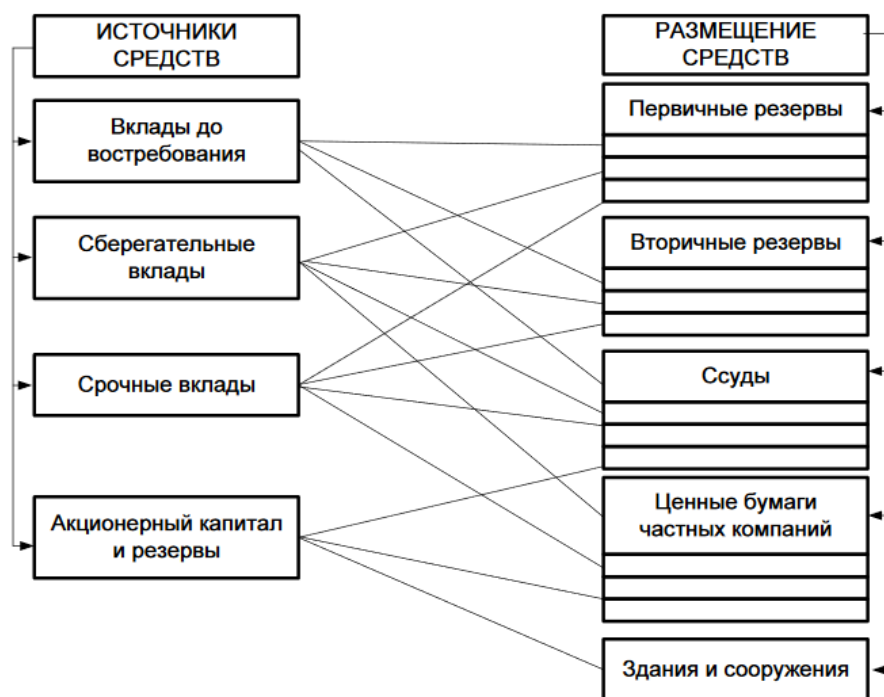 ИСТОЧНИКИ
СРЕДСТВ
Вклады до
востребования
Сберегательные
вклады
Срочные вклады
Акционерный капитал
и резервы
РАЗМЕЩЕНИЕ
СРЕДСТВ
Первичные резервы
Вторичные резервы
Ссуды
Ценные бумаги
частных компаний
Здания и сооружения